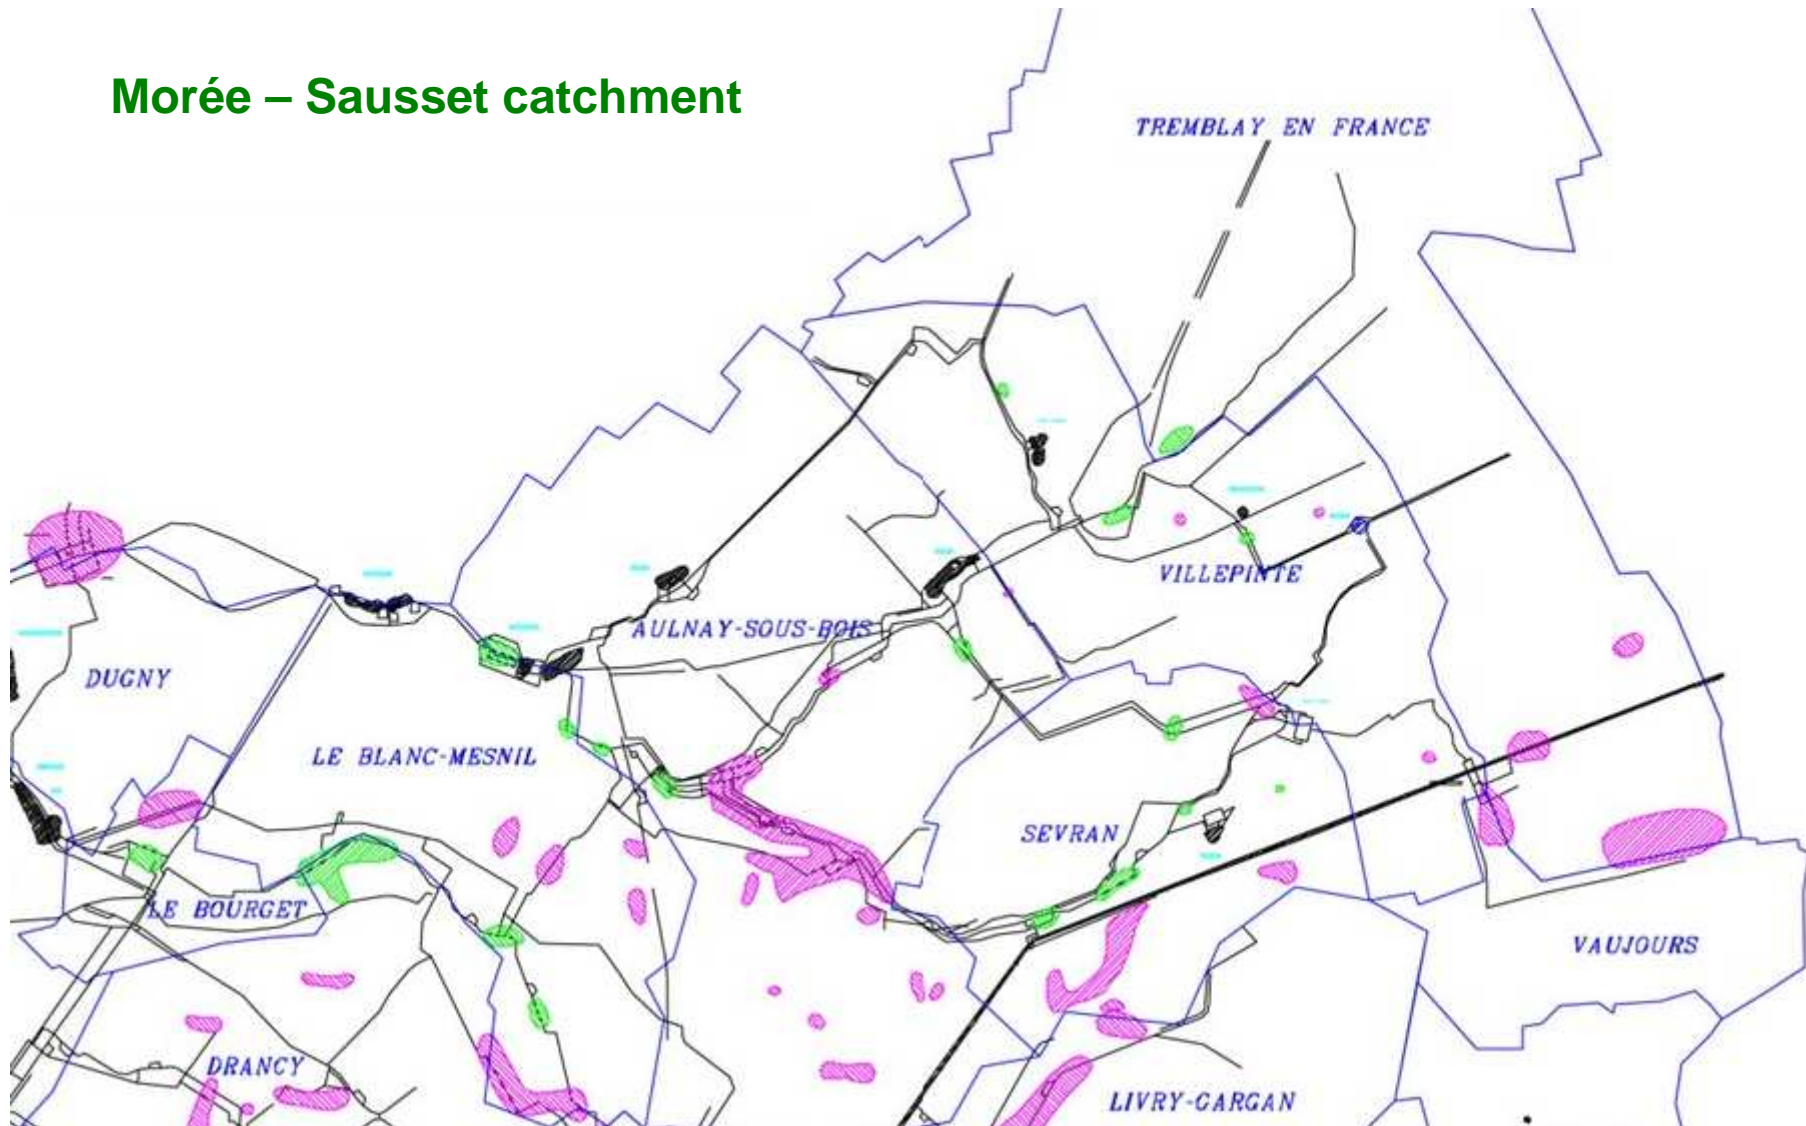 Morée – Sausset catchment
TREMBLAY EN FRANCE
VILLEPINTE
AULNAY-SOUS-BOIS
DUGNY
LE BLANC-MESNIL
SEVRAN
LE BOURGET
VAUJOURS
DRANCY
LIVRY-GARGAN